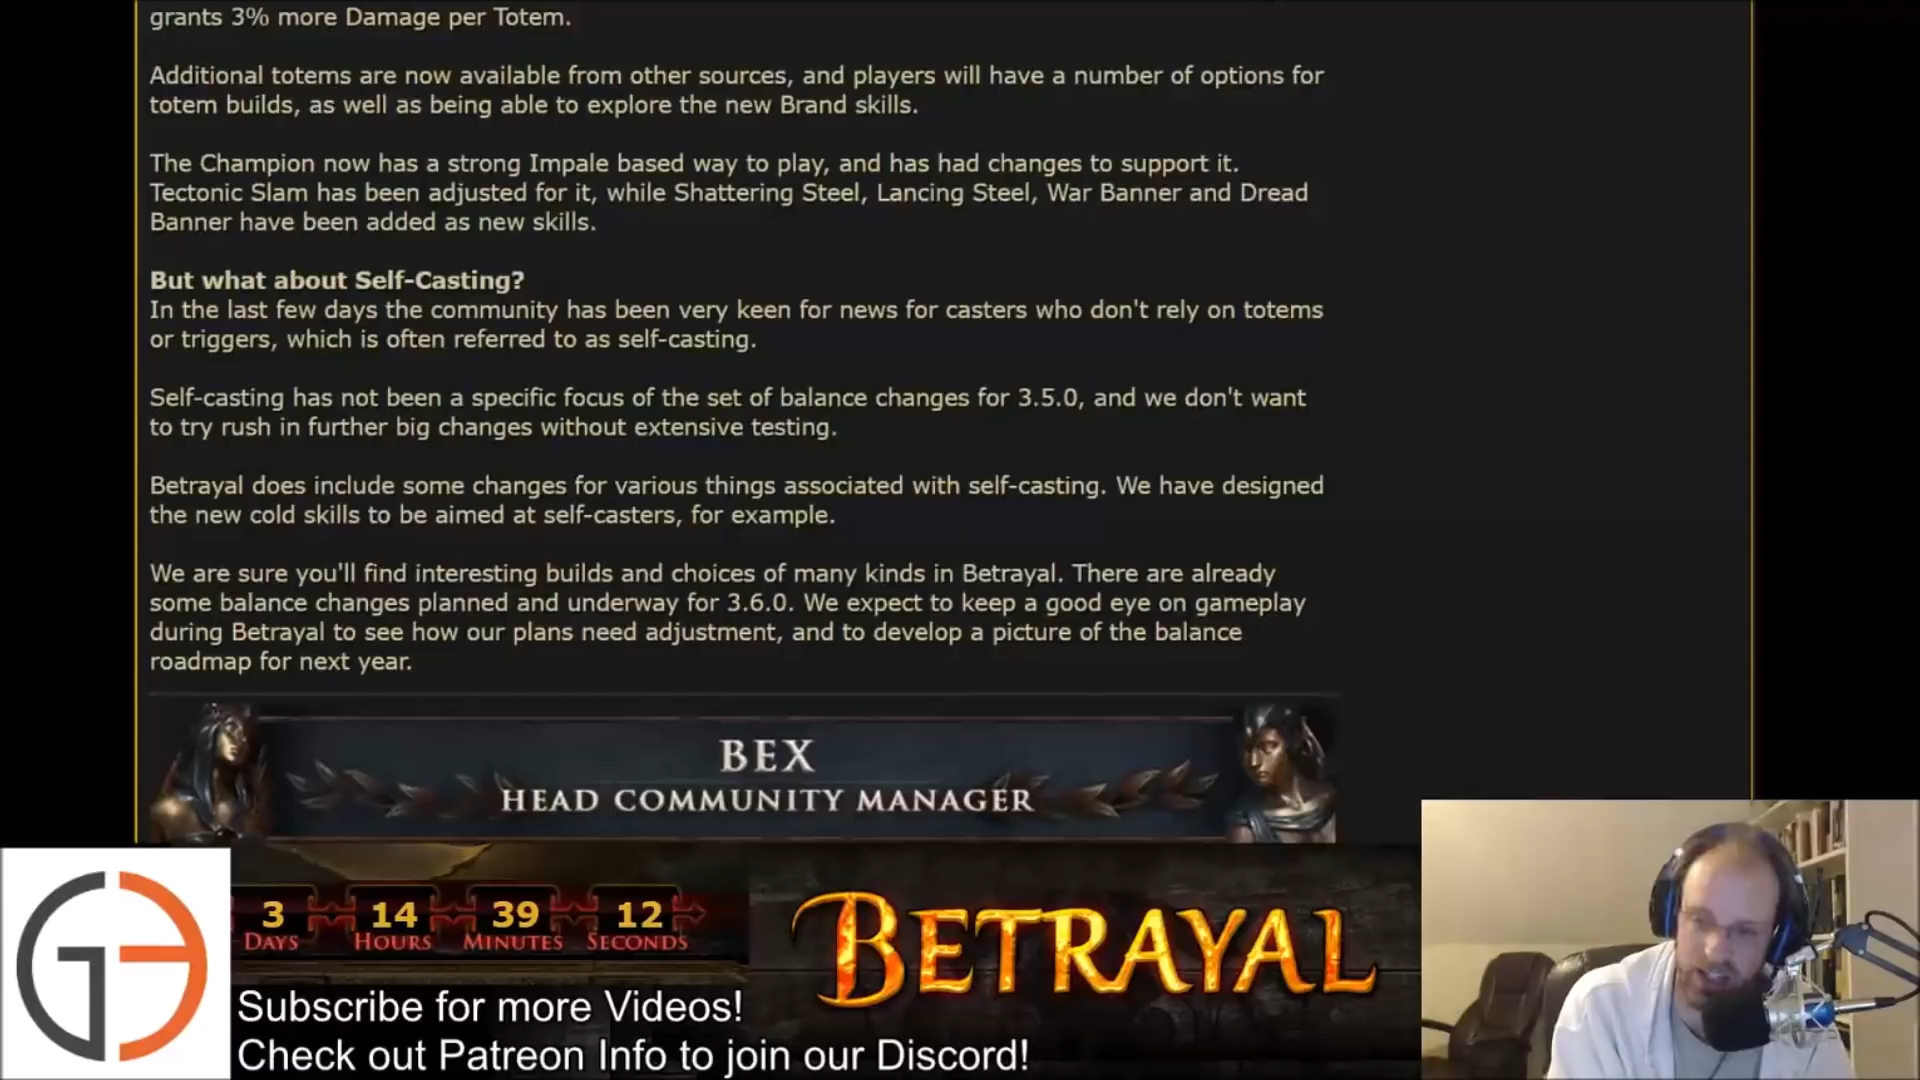 grants 3% more Damage per Totem.
Additional totems are now available from other sources, and players will have a number of options for
totem builds, as well as being able to explore the new Brand skills.
The Champion now has a strong Impale based way to play, and has had changes to support it.
Tectonic Slam has been adjusted for it, while Shattering Steel, Lancing Steel, War Banner and Dread
Banner have been added as new skills.
But what about Self-Casting?
In the last few days the community has been very keen for news for casters who don't rely on totems
or triggers, which is often referred to as self-casting.
Self-casting has not been a specific focus of the set of balance changes for 3.5.0, and we don't want
to try rush in further big changes without extensive testing.
Betrayal does include some changes for various things associated with self-casting. We have designed
the new cold skills to be aimed at self-casters, for example.
We are sure you'll find interesting builds and choices of many kinds in Betrayal. There are already
some balance changes planned and underway for 3.6.0. We expect to keep a good eye on gameplay
during Betrayal to see how our plans need adjustment, and to develop a picture of the balance
roadmap for next year.
BEX
HEAD COMMUNITY MANAGER
3 14 39 12
DAYS HOURS MINUTES SECONDS
BETRAYAL
Subscribe for more Videos!
Check out Patreon Info to join our Discord!